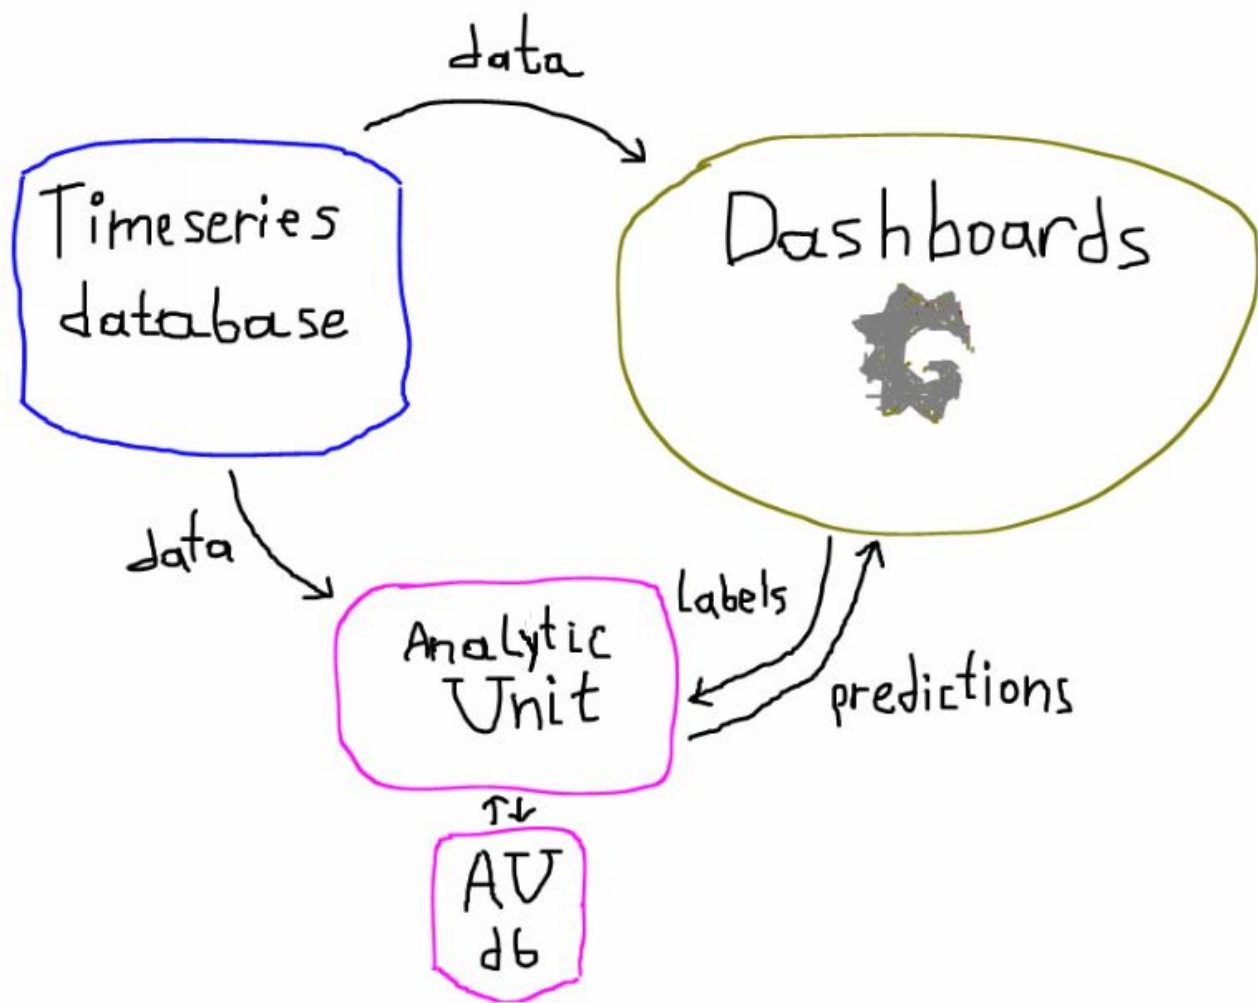 data
Timeseries
database
Dashboards
data
Labels
Analytic
Unit
predictions
AU
db